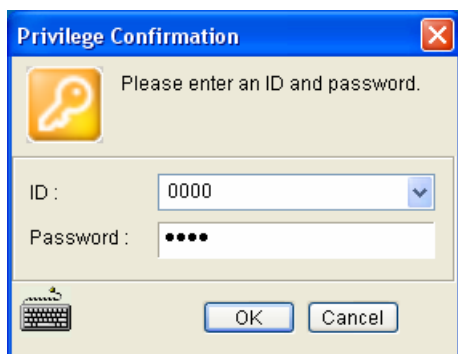 Privilege Confirmation
Please enter an ID and password.
ID :
0000
Password :
••••
OK
Cancel